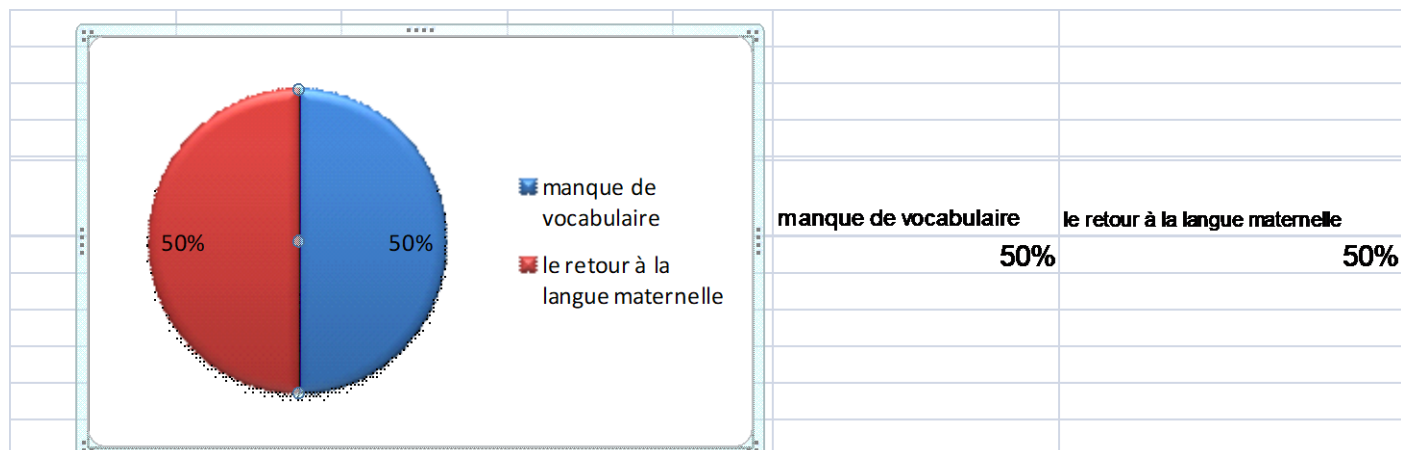 50%
50%
manque de
vocabulaire
le retour à la
langue maternelle
manque de vocabulaire
le retour à la langue maternelle
50%
50%